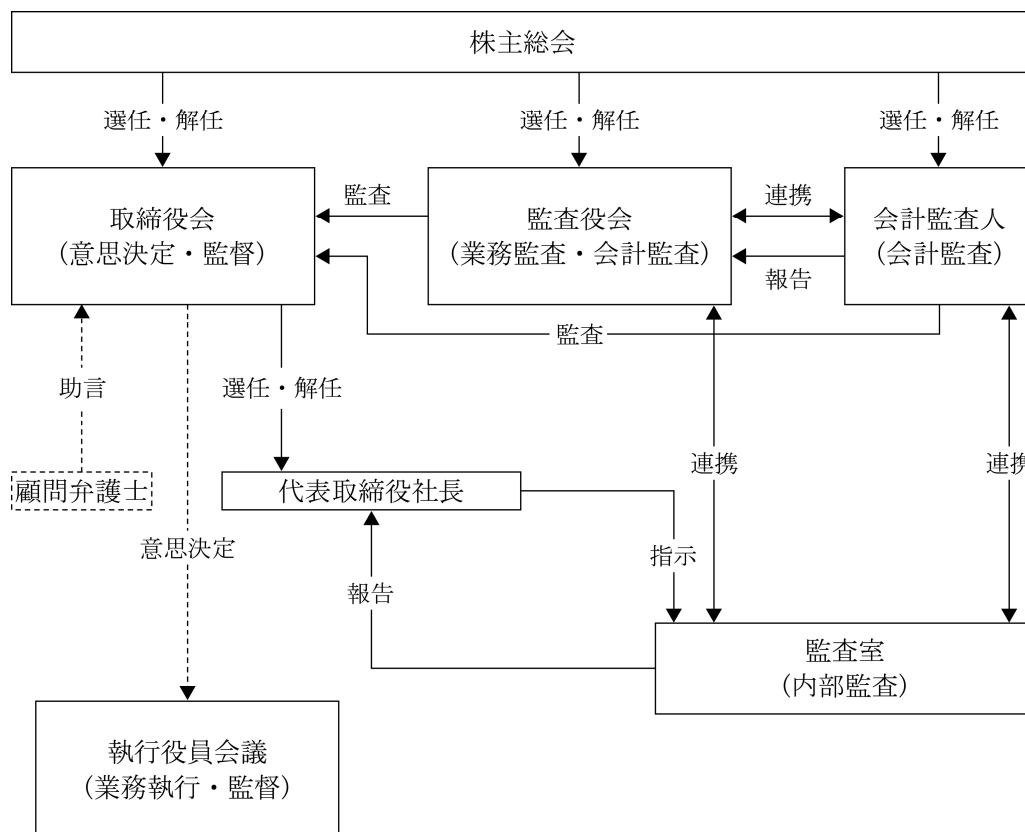 株主総会
選任・解任
選任・解任
選任・解任
取締役会
(意思決定・監督)
監査
監査役会
(業務監査・会計監査)
連携
報告
会計監査人
(会計監査)
監査
助言
選任・解任
顧問弁護士
代表取締役社長
連携
連携
意思決定
指示
報告
監査室
(内部監査)
執行役員会議
(業務執行・監督)